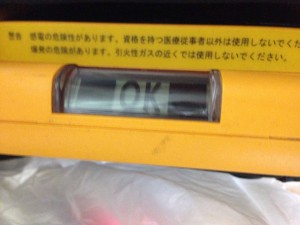 警告 感電の危険性があります。資格を持つ医療従事者以外は使用しないでくだ
爆発の危険があります。引火性ガスの近くでは使用しないでください。
OK